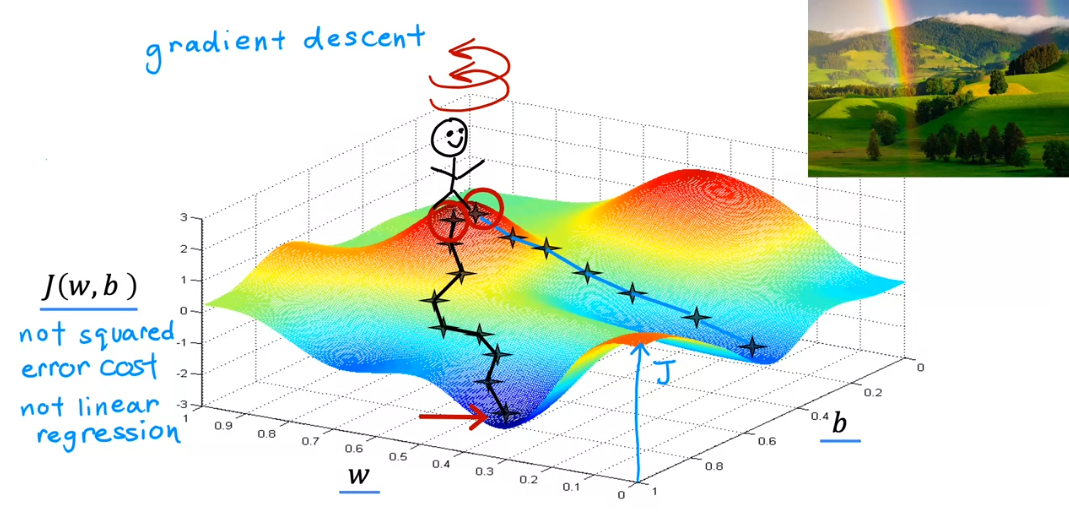 gradient descent
J(w,b)
not squared
error cost
not linear
regression
3
2
1
0
-1
-2
-3
1
0.9
0.8
0.7
0.6
0.5
0.4
0.3
0.2
0.1
0
w
1
0.8
0.6
0.4
0.2
0
b
J